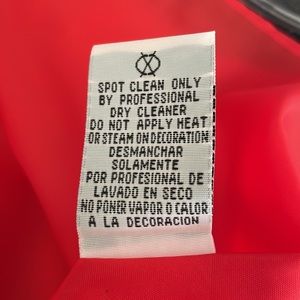 SPOT CLEAN ONLY
BY PROFESSIONAL
DRY CLEANER
DO NOT APPLY HEAT
OR STEAM ON DECORATION
DESMANCHAR
SOLAMENTE
POR PROFESIONAL DE
LAVADO EN SECO
NO PONER VAPOR O CALOR
A LA DECORACION